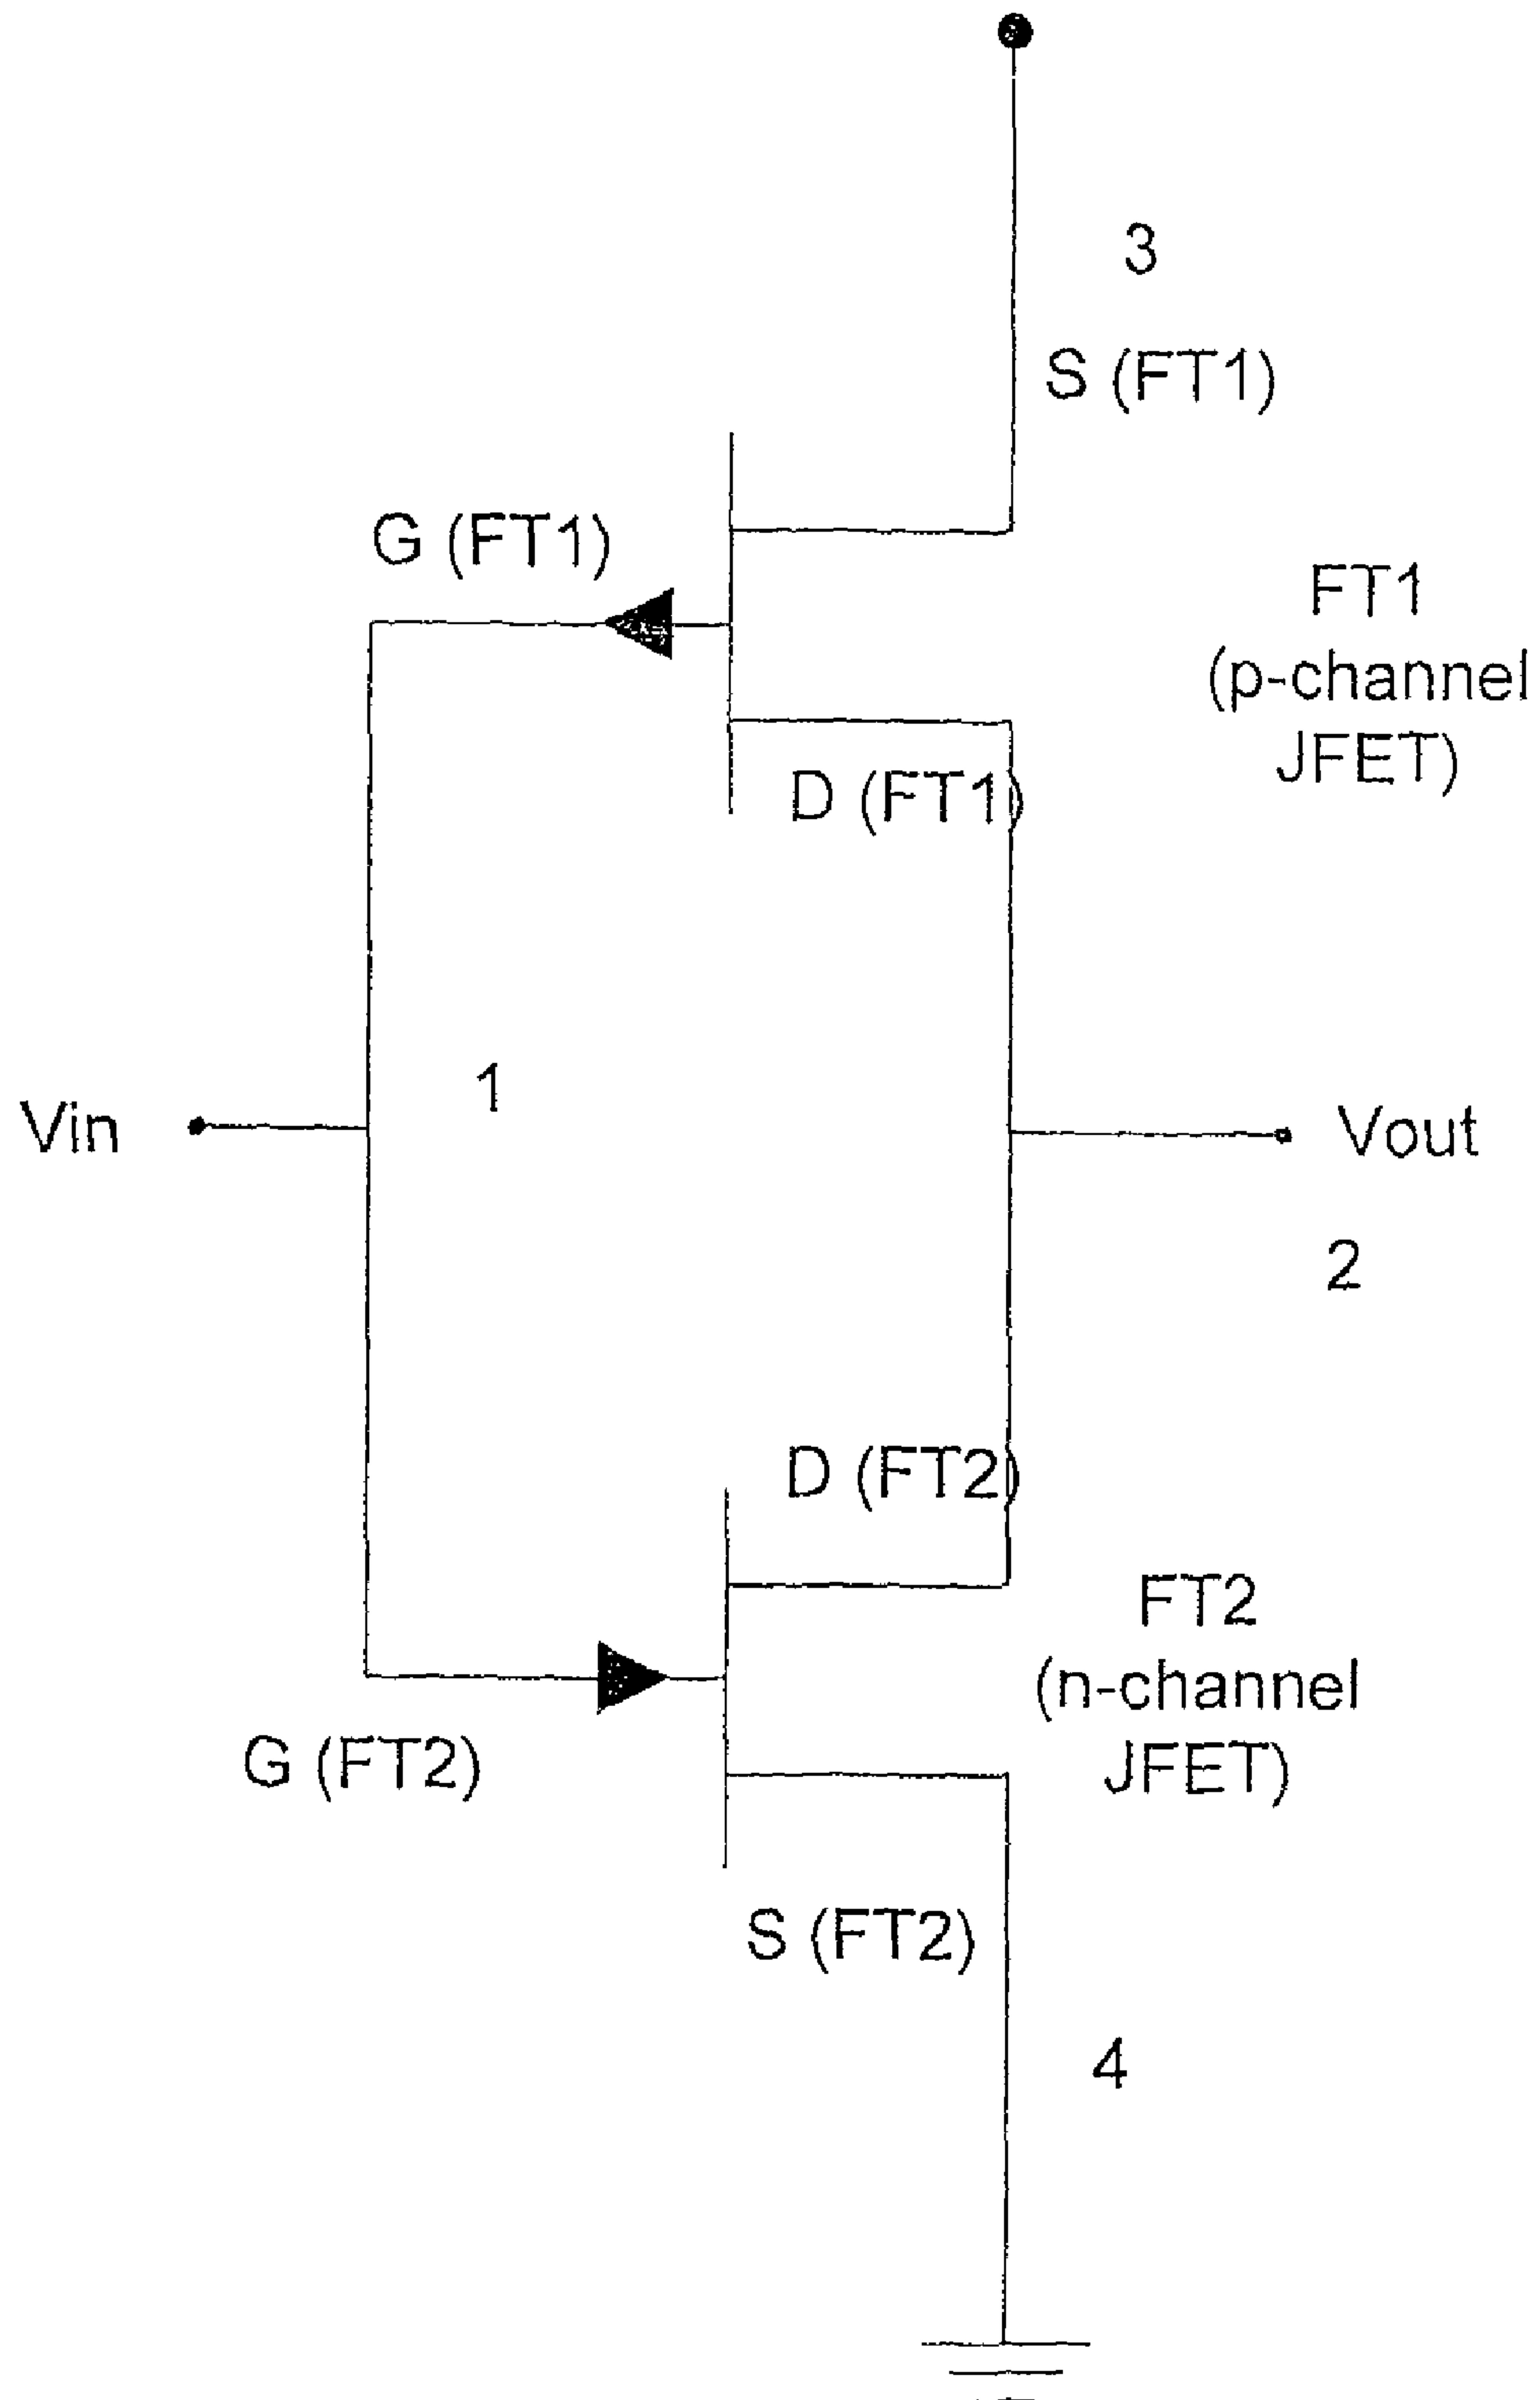 3
S (FT1)
G (FT1)
FT1
(p-channel
JFET)
D (FT1)
1
Vin
Vout
2
D (FT2)
FT2
(n-channel
JFET)
G (FT2)
S (FT2)
4